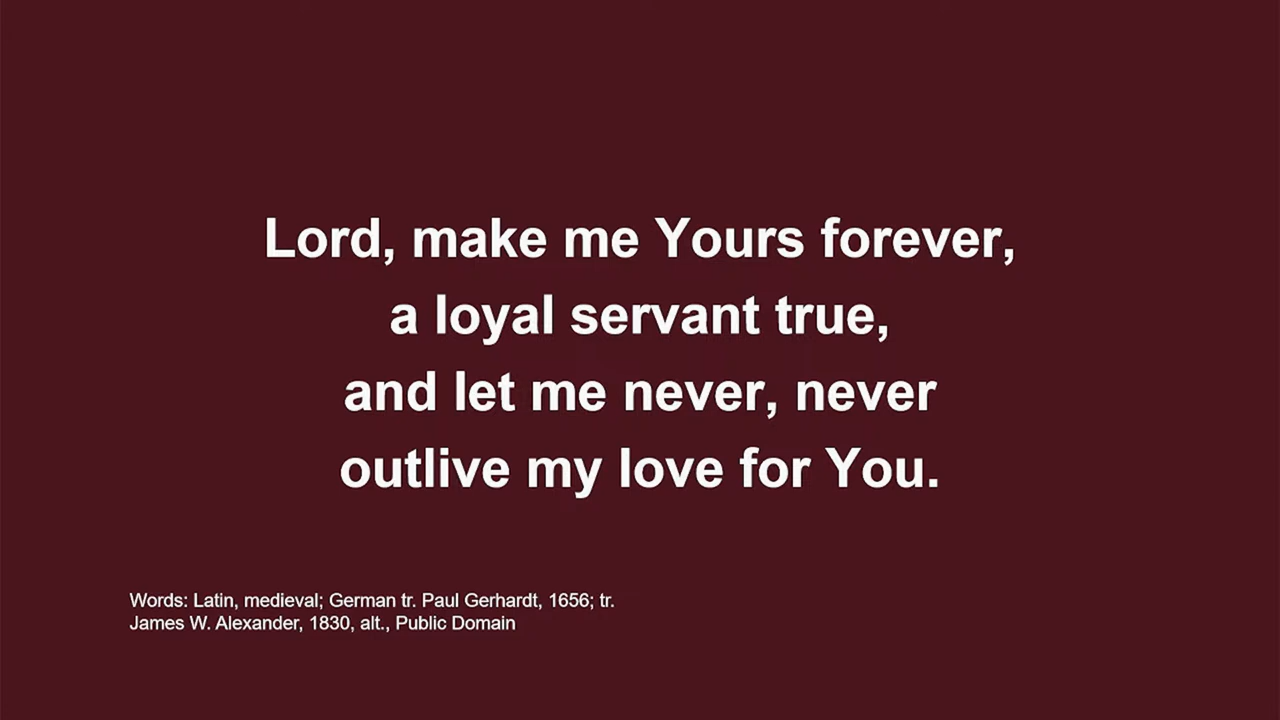 Lord, make me Yours forever,
a loyal servant true,
and let me never, never
outlive my love for You.
Words: Latin, medieval; German tr. Paul Gerhardt, 1656; tr.
James W. Alexander, 1830, alt., Public Domain